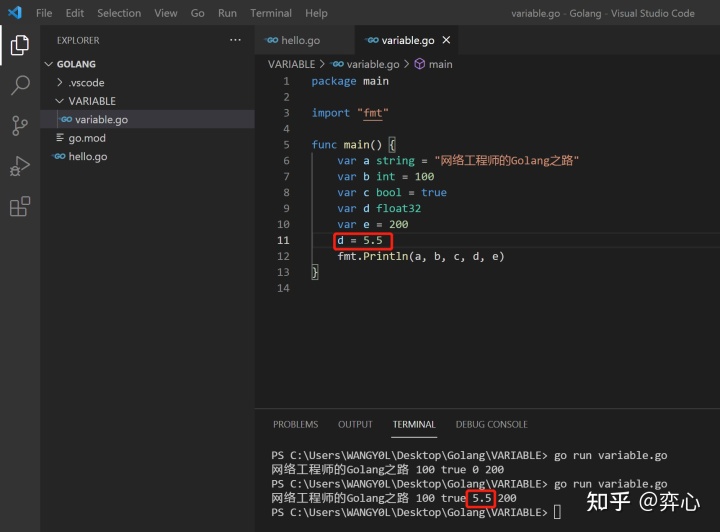 File Edit Selection View Go Run Terminal Help variable.go - Golang - Visual Studio Code
EXPLORER ···
hello.go variable.go
VARIABLE > variable.go > main
GOLANG
.vscode
VARIABLE
variable.go
go.mod
hello.go
1 package main
2
3 import "fmt"
4
5 func main() {
6 var a string = "网络工程师的Golang之路"
7 var b int = 100
8 var c bool = true
9 var d float32
10 var e = 200
11 d = 5.5
12 fmt.Println(a, b, c, d, e)
13 }
14
PROBLEMS OUTPUT TERMINAL DEBUG CONSOLE
PS C:\Users\WANGY0L\Desktop\Golang\VARIABLE> go run variable.go
网络工程师的Golang之路 100 true 0 200
PS C:\Users\WANGY0L\Desktop\Golang\VARIABLE> go run variable.go
网络工程师的Golang之路 100 true 5.5 200
PS C:\Users\WANGY0L\Desktop\Golang\VARIABLE>
知乎 @弈心